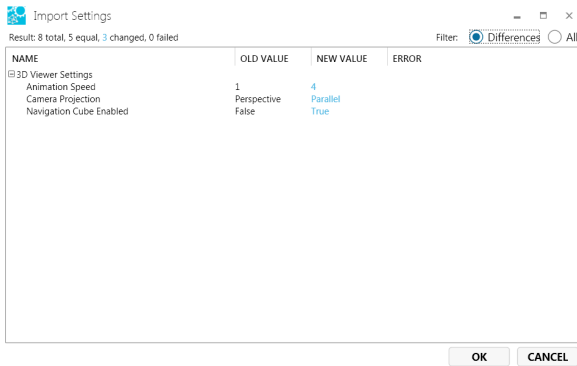 Import Settings
Result: 8 total, 5 equal, 3 changed, 0 failed Filter: Differences All
NAME OLD VALUE NEW VALUE ERROR
3D Viewer Settings
Animation Speed 1 4
Camera Projection Perspective Parallel
Navigation Cube Enabled False True
OK CANCEL